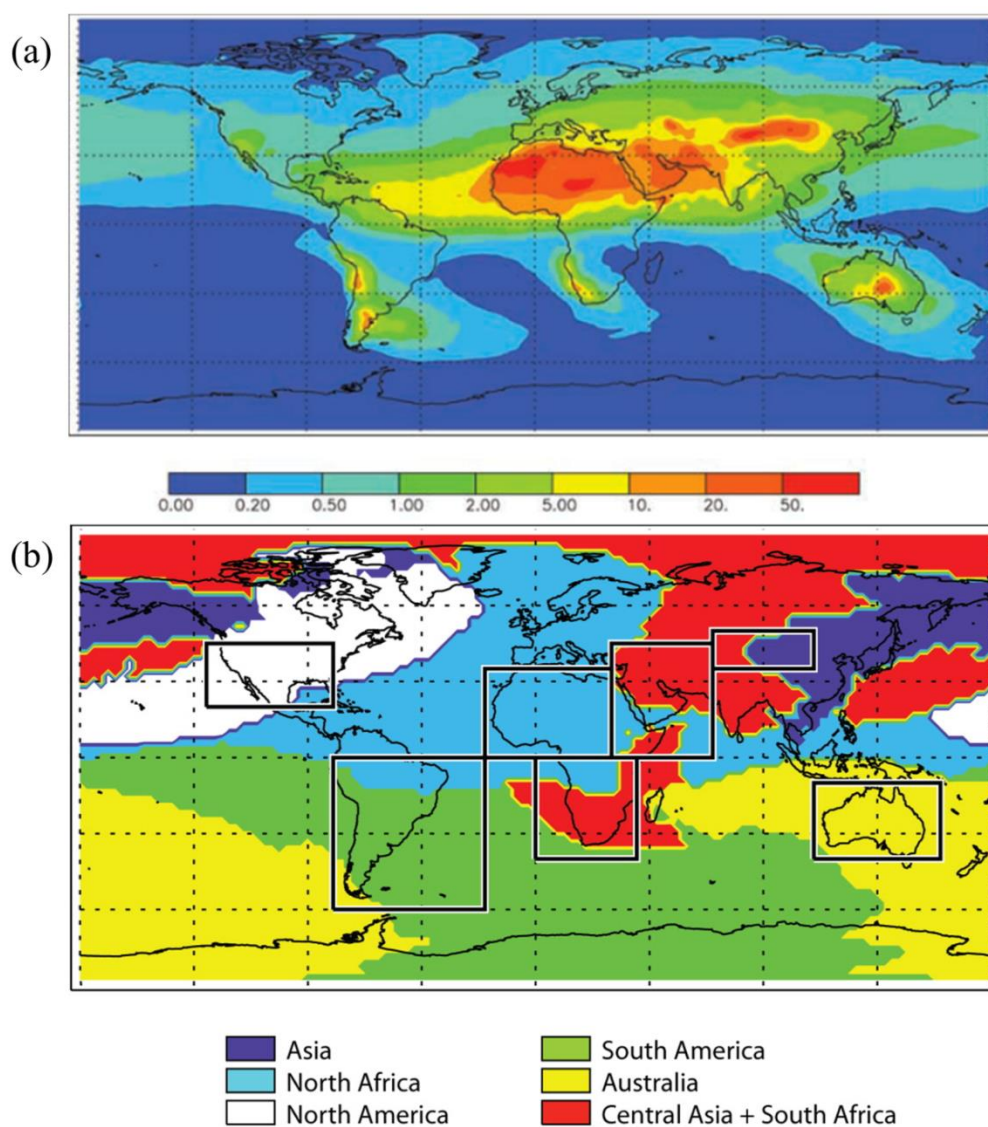 (a)
0.00 0.20 0.50 1.00 2.00 5.00 10. 20. 50.
(b)
Asia South America
North Africa Australia
North America Central Asia + South Africa